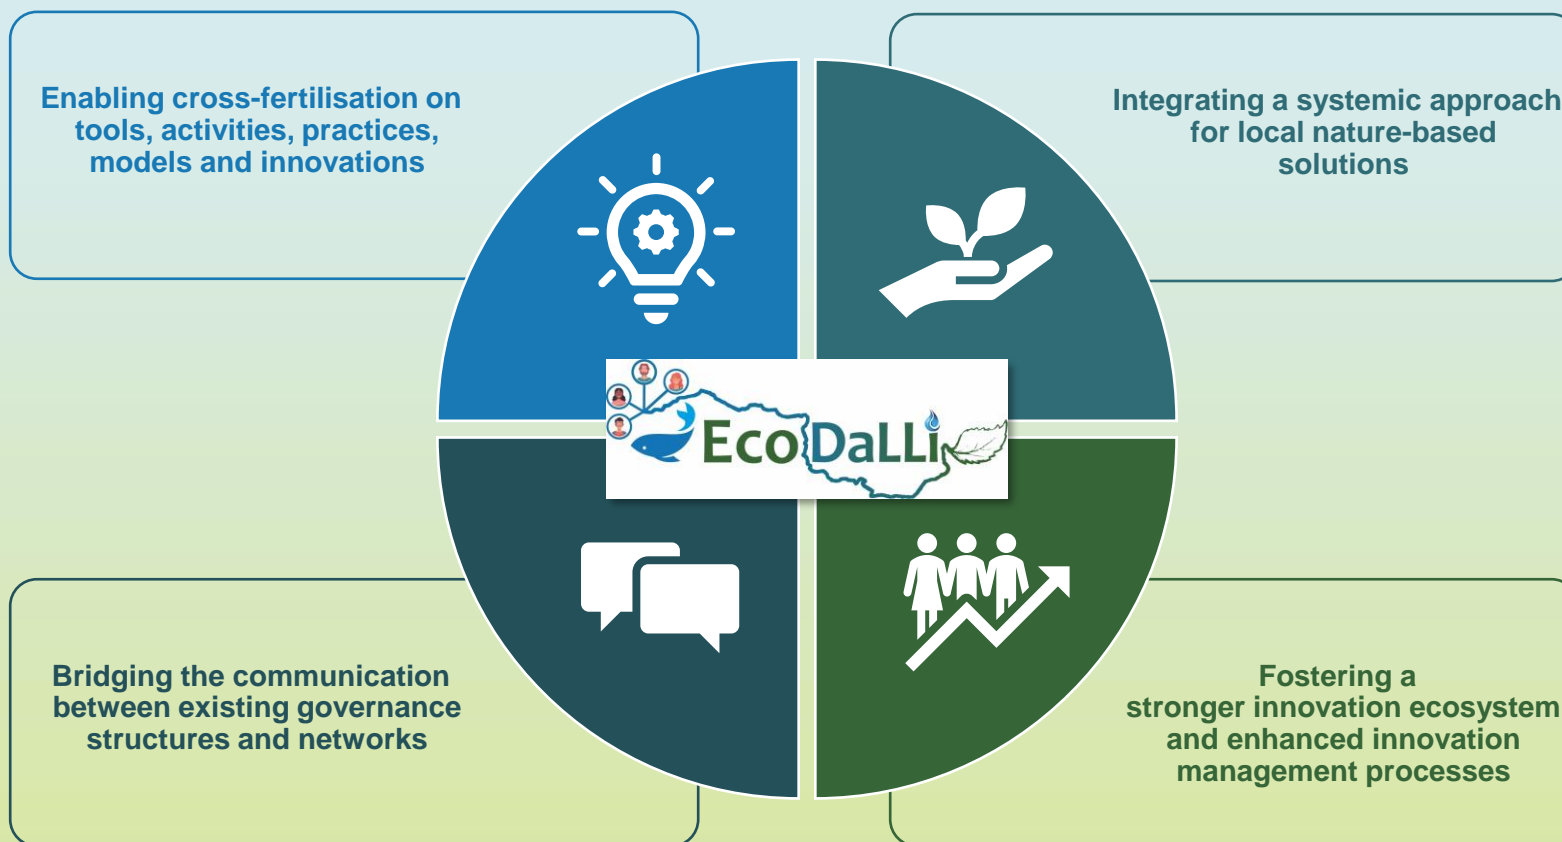 Enabling cross-fertilisation on
tools, activities, practices,
models and innovations
Integrating a systemic approach
for local nature-based
solutions
EcoDaLLi
Bridging the communication
between existing governance
structures and networks
Fostering a
stronger innovation ecosystem
and enhanced innovation
management processes